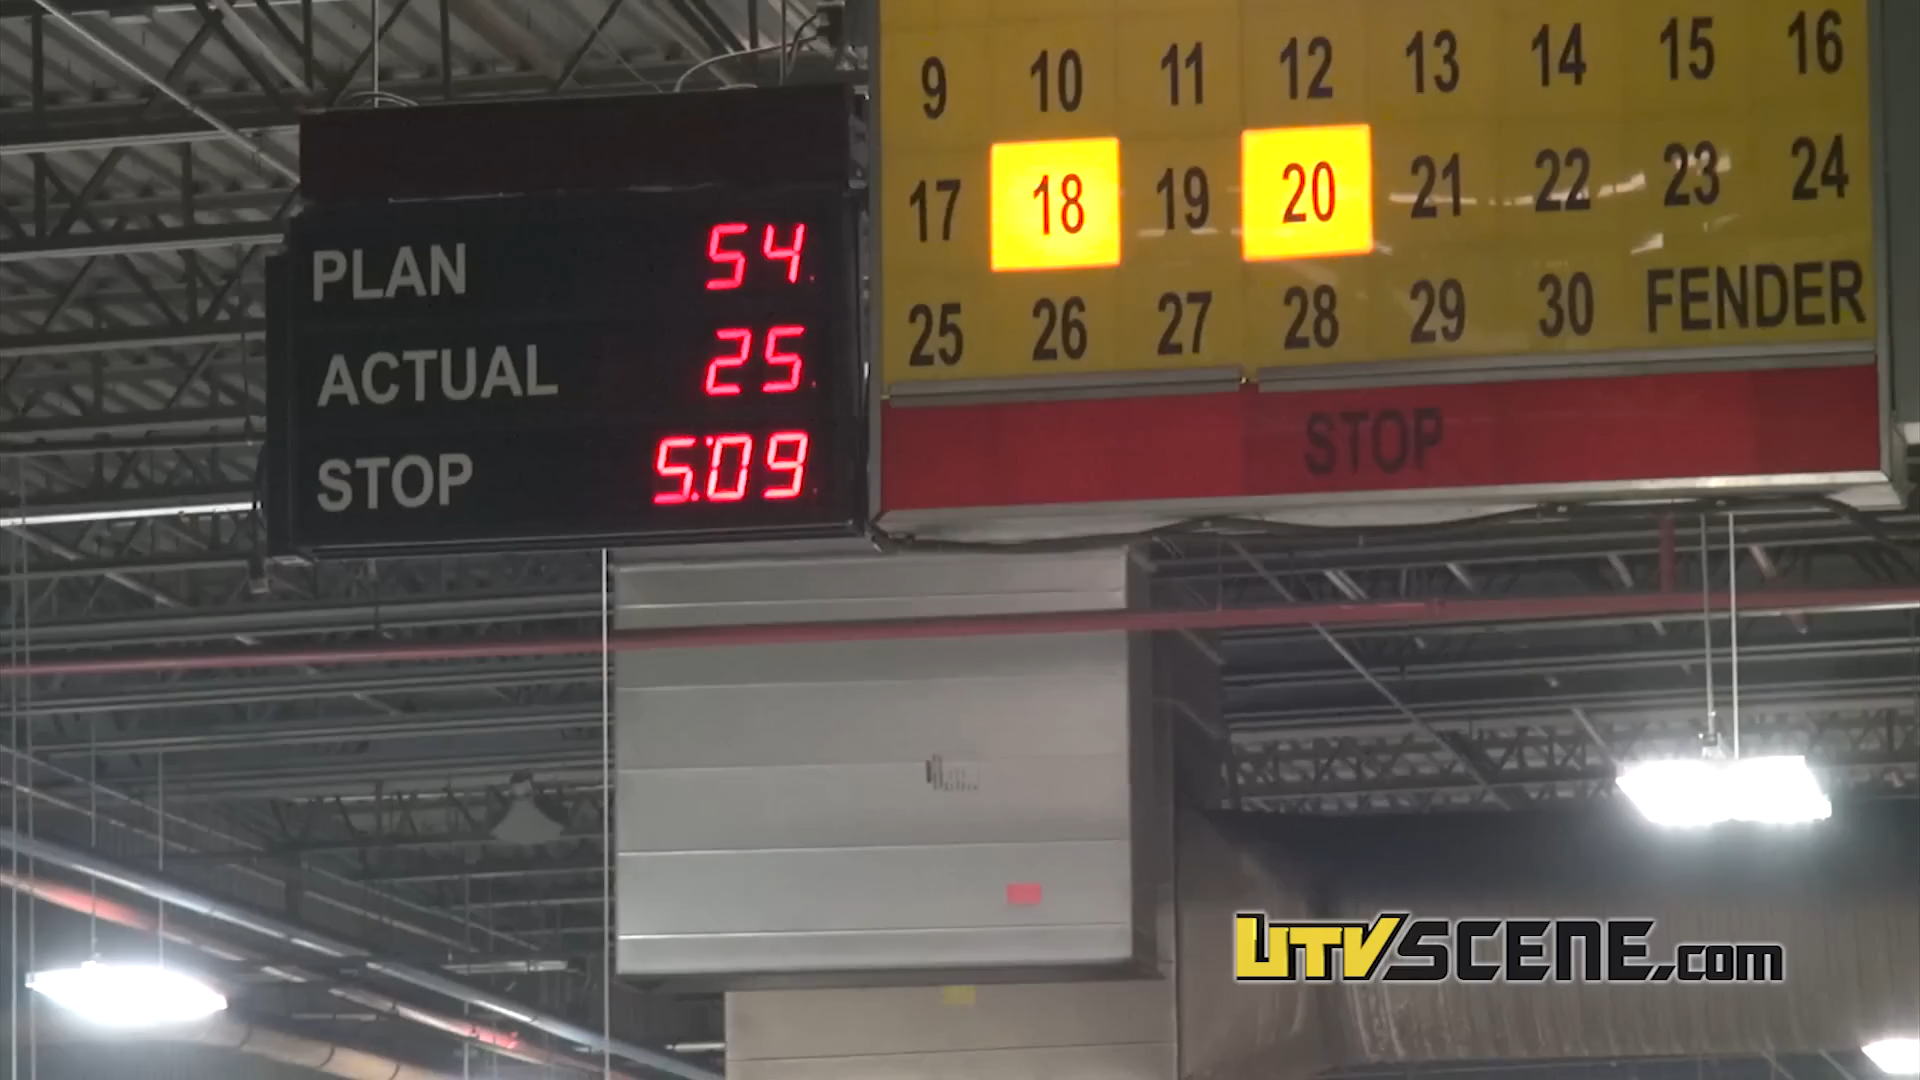 PLAN 54
ACTUAL 25
STOP 5:09
9 10 11 12 13 14 15 16
17 18 19 20 21 22 23 24
25 26 27 28 29 30 FENDER
STOP
UTVSCENE.com